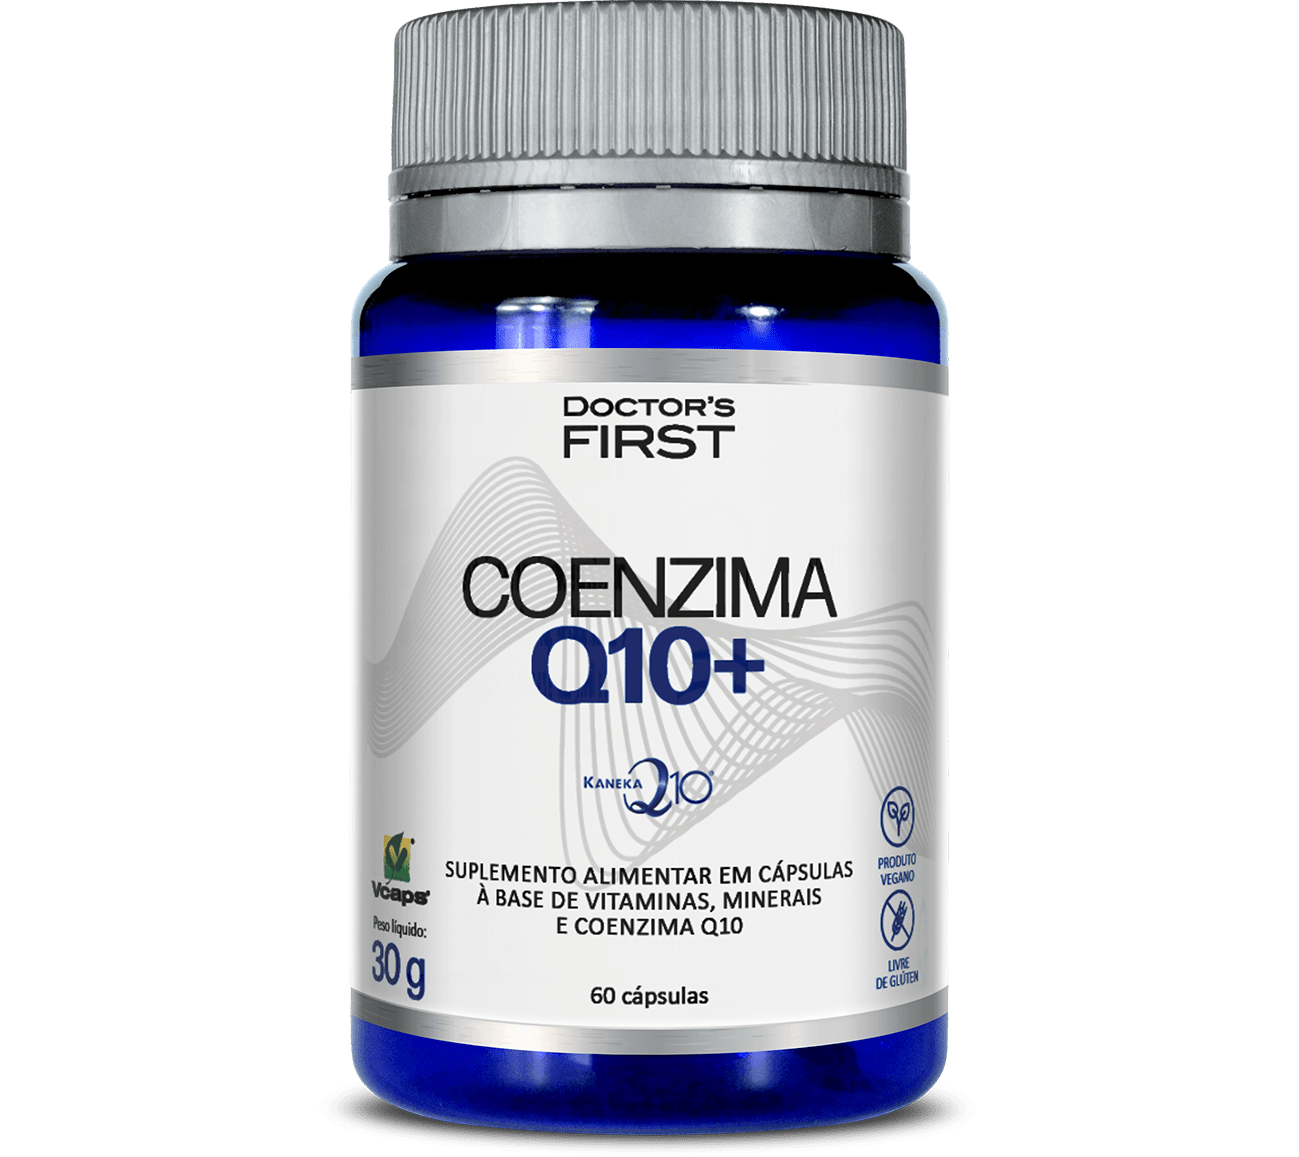 DOCTOR'S
FIRST
COENZIMA
Q10+
KANEKA Q10®
SUPLEMENTO ALIMENTAR EM CÁPSULAS
À BASE DE VITAMINAS, MINERAIS
E COENZIMA Q10
60 cápsulas
Vcaps®
Peso líquido:
30 g
PRODUTO
VEGANO
LIVRE
DE GLÚTEN